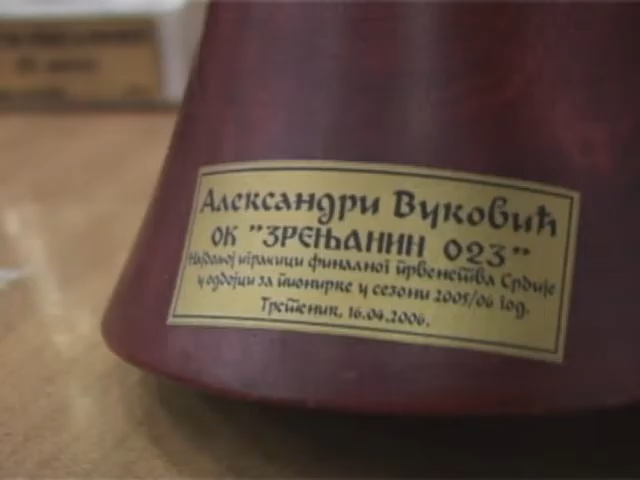 Александри Вуковић
ОК "ЗРЕЊАНИН 023"
Најбољој играчици финалног првенства Србије
у одбојци за пионирке у сезони 2005/06 год.
Трстеник, 16.04.2006.